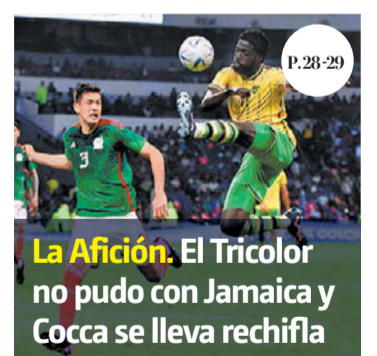 P.28-29
La Afición. El Tricolor
no pudo con Jamaica y
Cocca se lleva rechifla